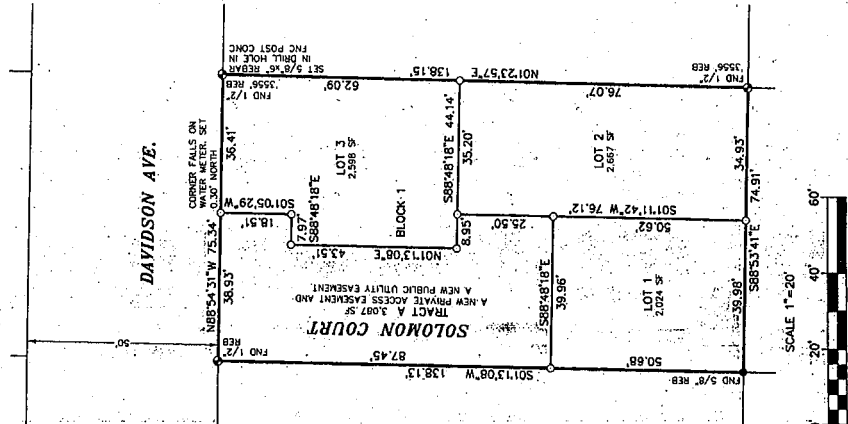 DAVIDSON AVE.
50'
CORNER FALLS ON
WATER METER. SET
0.30' NORTH
N88°54'31"W 75.34'
38.93'
36.41'
SET 5/8"x6" REBAR
IN DRILL HOLE IN
FNC POST CONC
FND 1/2"
REB
FND 1/2" REB
3556'
S01°05'29"W
18.51'
7.97'
S88°48'18"E
62.09'
138.15'
N01°23'57"E
LOT 3
2,598 SF
BLOCK 1
43.51'
N01°13'08"E
8.95'
S88°48'18"E 44.14'
35.20'
SOLOMON COURT
TRACT A 3,087 SF
A NEW PRIVATE ACCESS EASEMENT AND
A NEW PUBLIC UTILITY EASEMENT.
87.45'
138.13'
S01°13'08"W
25.50'
S88°48'18"E
39.96'
LOT 2
2,667 SF
76.07'
S01°11'42"W 76.12'
50.62'
LOT 1
2,024 SF
50.68'
FND 5/8" REB
39.98'
34.93'
S88°53'41"E
74.91'
FND 1/2"
3556'
SCALE 1"=20'
20'
40'
60'